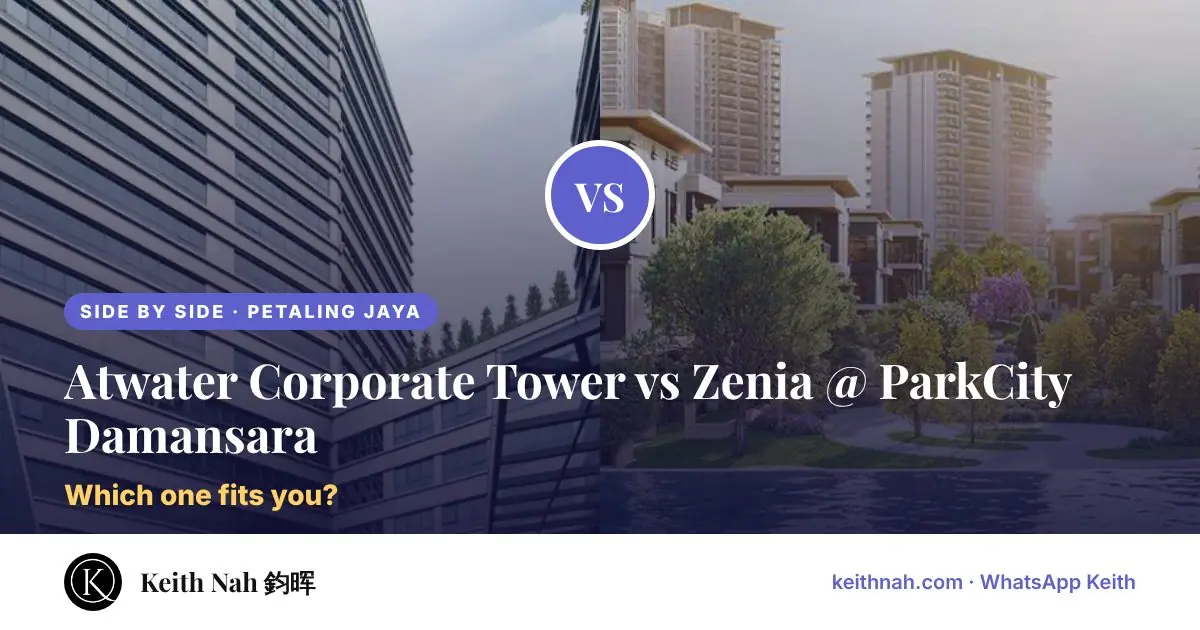 VS
SIDE BY SIDE · PETALING JAYA
Atwater Corporate Tower vs Zenia @ ParkCity
Damansara
Which one fits you?
K
Keith Nah 鈞晖
keithnah.com · WhatsApp Keith